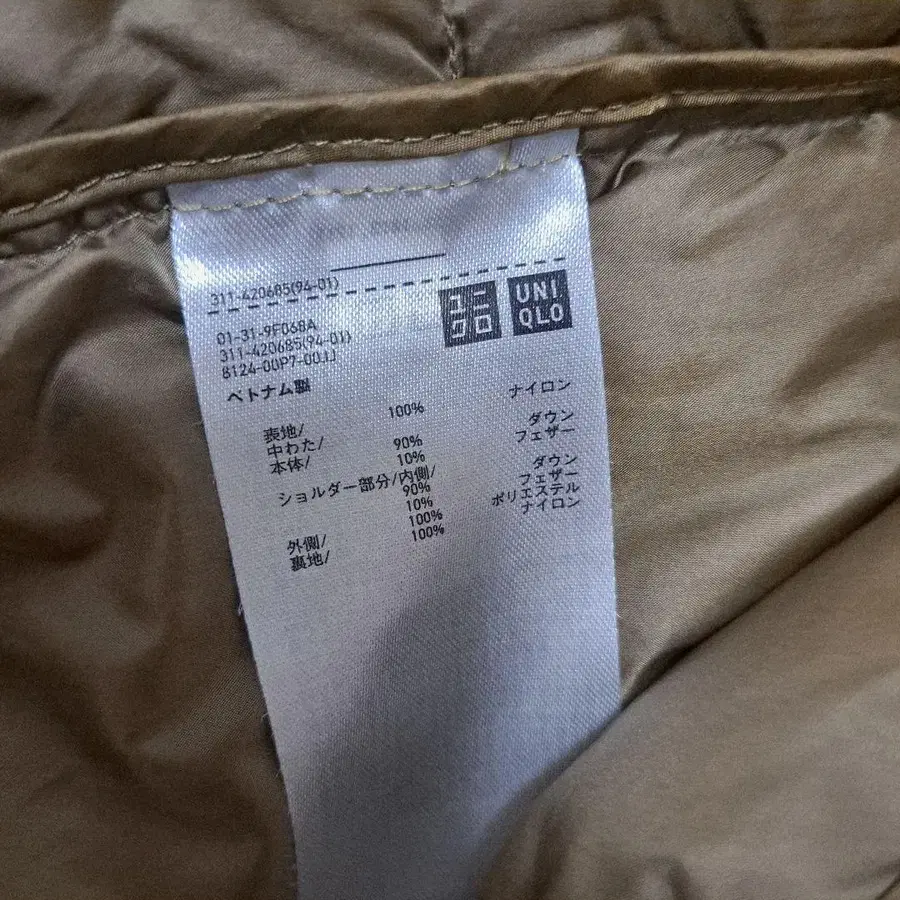 311-420685(94-01)
ユニ
クロ
UNI
QLO
01-31-9F068A
311-420685(94-01)
8124-00P7-00JJ
ベトナム製
表地/ 100% ナイロン
中わた/
本体/ 90% ダウン
10% フェザー
ショルダー部分/内側/
90% ダウン
10% フェザー
外側/ 100% ポリエステル
裏地/ 100% ナイロン